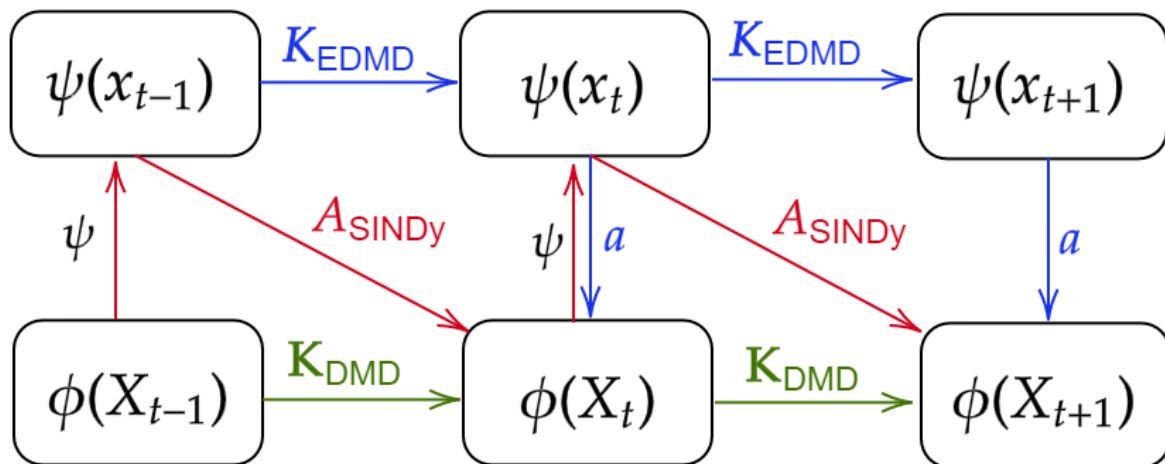 K_EDMD K_EDMD
ψ(x_{t−1}) ψ(x_t) ψ(x_{t+1})
ψ A_SINDy ψ a A_SINDy a
K_DMD K_DMD
ϕ(X_{t−1}) ϕ(X_t) ϕ(X_{t+1})